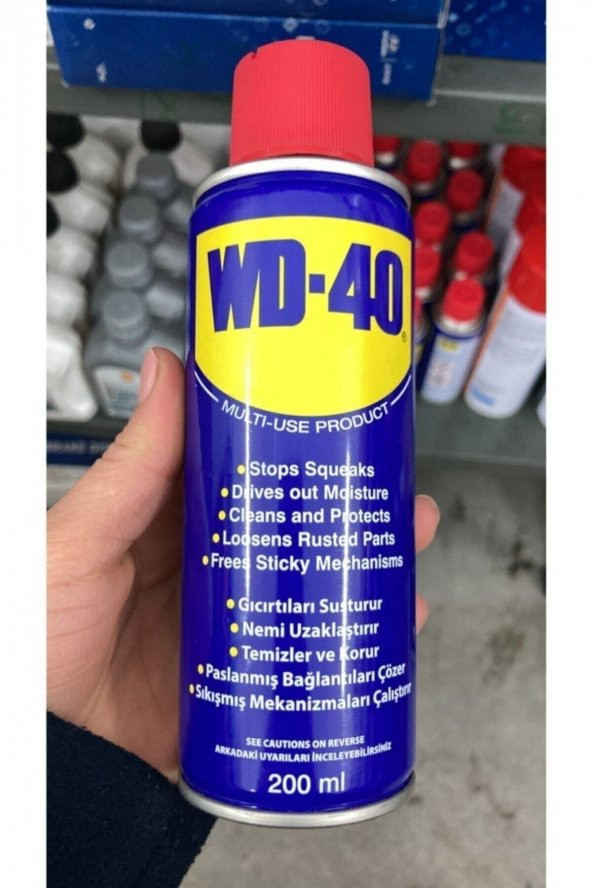 WD-40
®
MULTI-USE PRODUCT
•Stops Squeaks
•Drives out Moisture
•Cleans and Protects
•Loosens Rusted Parts
•Frees Sticky Mechanisms
•Gıcırtıları Susturur
•Nemi Uzaklaştırır
•Temizler ve Korur
•Paslanmış Bağlantıları Çözer
•Sıkışmış Mekanizmaları Çalıştırır
SEE CAUTIONS ON REVERSE
ARKADAKİ UYARILARI İNCELEYEBİLİRSİNİZ
200 ml